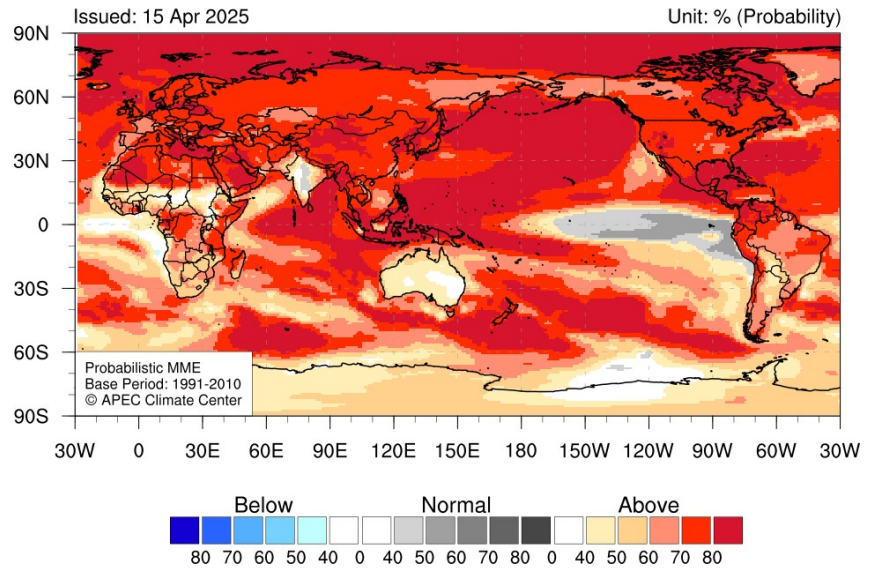 Issued: 15 Apr 2025 Unit: % (Probability)
90N
60N
30N
0
30S
60S
90S
Probabilistic MME
Base Period: 1991-2010
© APEC Climate Center
30W 0 30E 60E 90E 120E 150E 180 150W 120W 90W 60W 30W
Below Normal Above
80 70 60 50 40 0 40 50 60 70 80 0 40 50 60 70 80